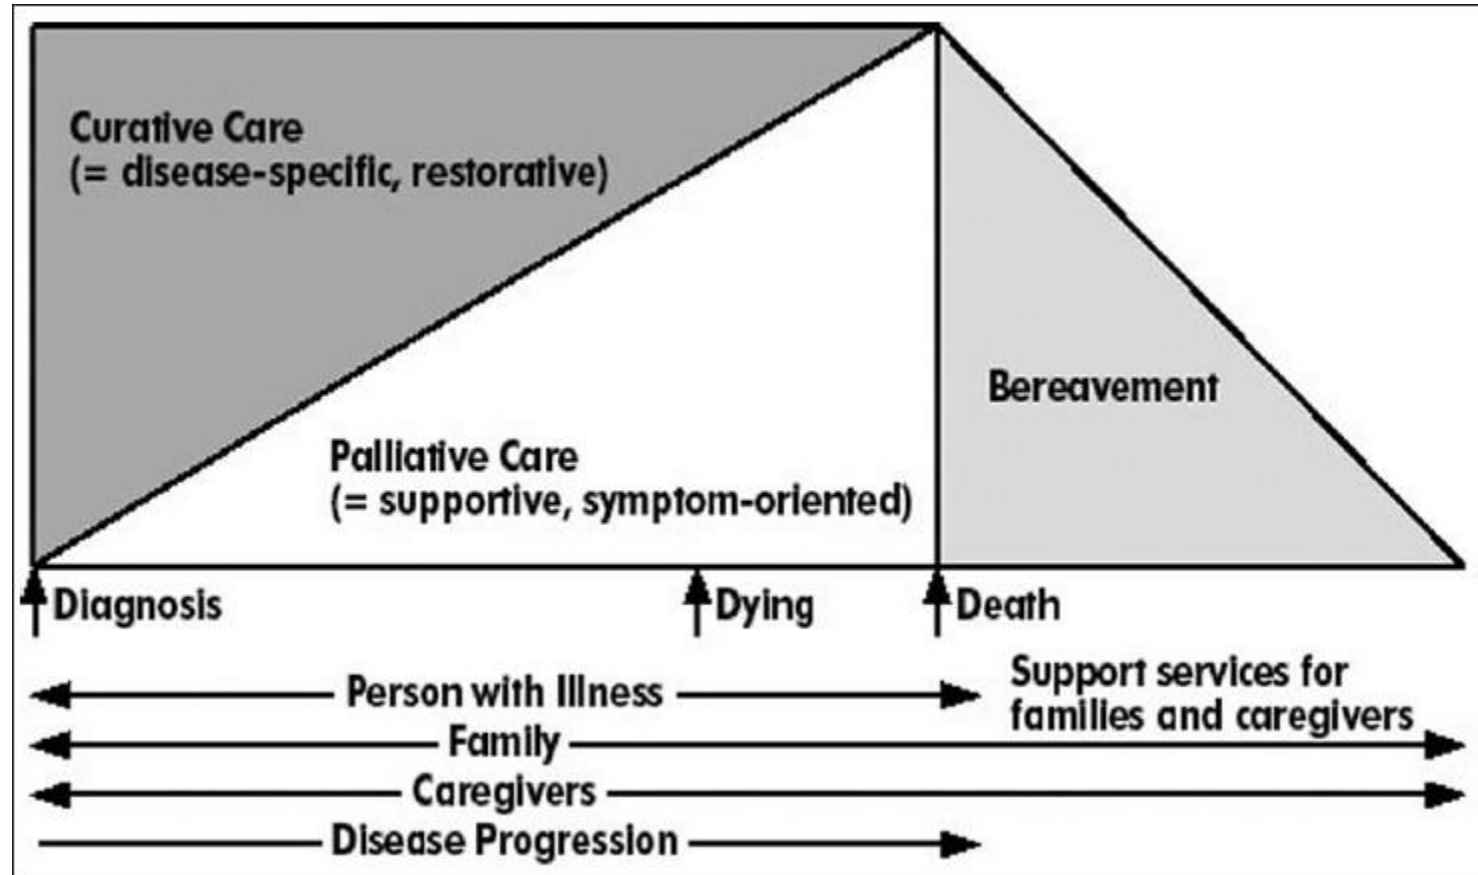 Curative Care
(= disease-specific, restorative)
Palliative Care
(= supportive, symptom-oriented)
Bereavement
Diagnosis
Dying
Death
Person with Illness
Support services for
families and caregivers
Family
Caregivers
Disease Progression